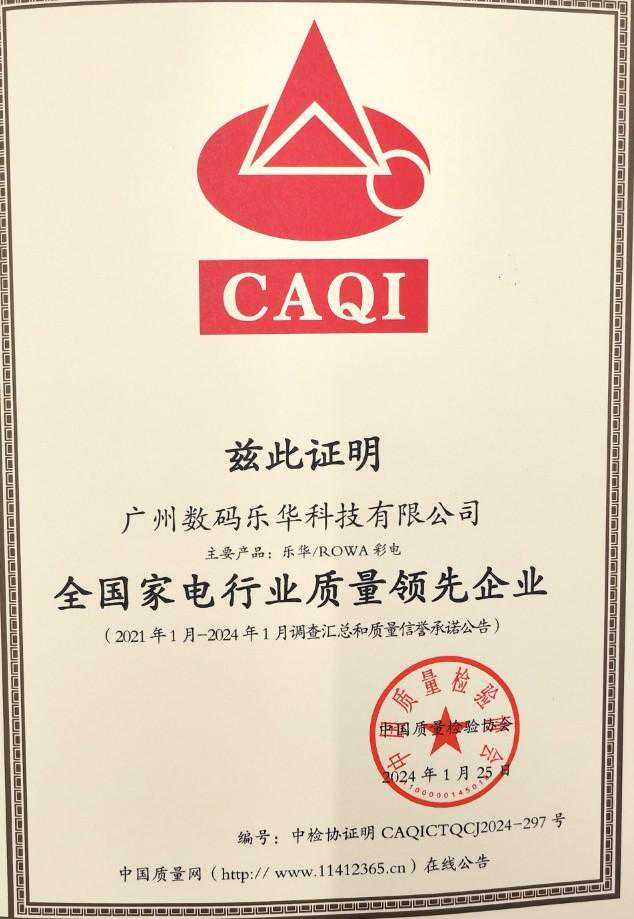 CAQI
兹此证明
广州数码乐华科技有限公司
主要产品：乐华/ROWA 彩电
全国家电行业质量领先企业
（2021 年 1 月-2024 年 1 月调查汇总和质量信誉承诺公告）
中国质量检验协会
中国质量检验协会
2024 年 1 月 25 日
编号：中检协证明 CAQICTQCJ2024-297 号
中国质量网（http:// www.11412365.cn）在线公告